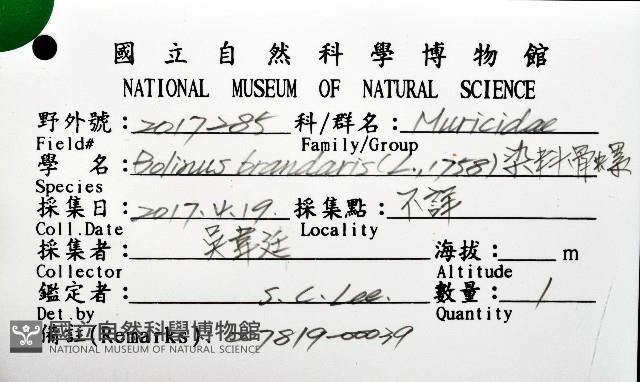 國立自然科學博物館
NATIONAL MUSEUM OF NATURAL SCIENCE
野外號：2017-285 科/群名：Muricidae
Field# Family/Group
學 名：Bolinus brandaris (L., 1758) 染料骨螺
Species
採集日：2017.4.19. 採集點：不詳
Coll.Date Locality
採集者：吳韋廷 海拔： m
Collector Altitude
鑑定者：S. C. Lee. 數量：1
Det.by Quantity
備註(Remarks): 7819-00039
國立自然科學博物館
NATIONAL MUSEUM OF NATURAL SCIENCE